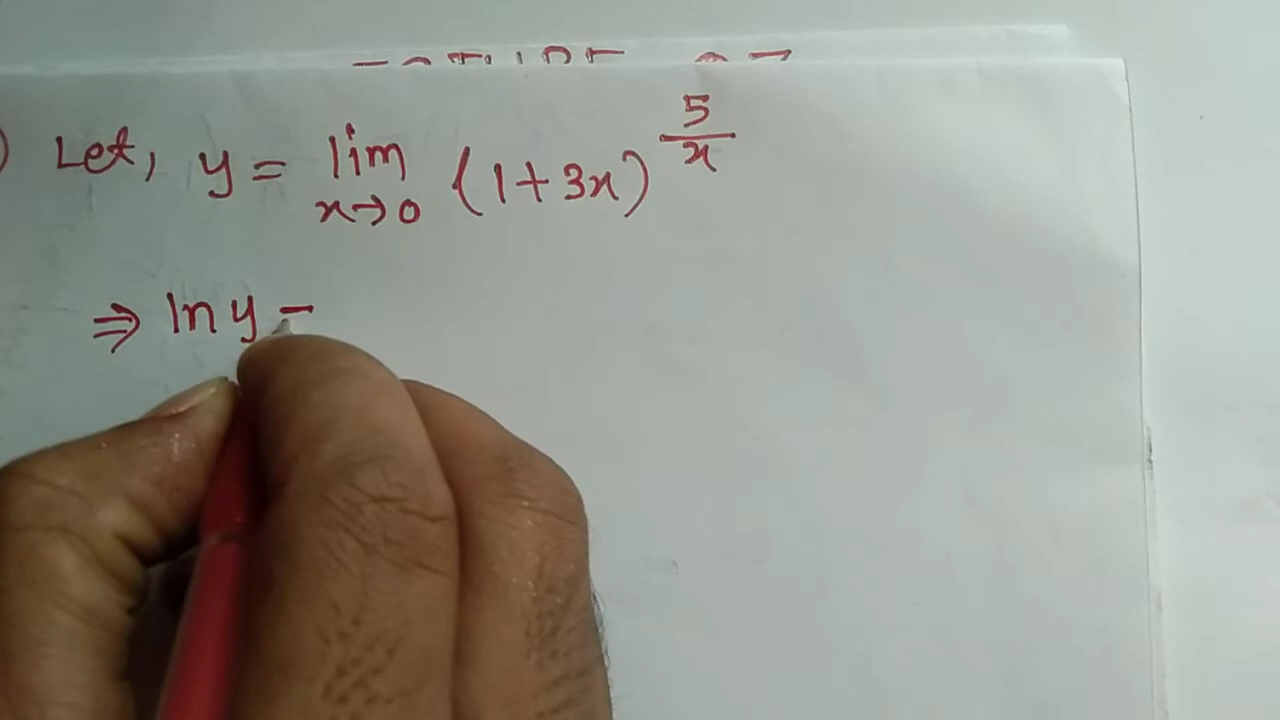 ) Let, y = lim x→0 (1+3x)^(5/x)
⇒ ln y =